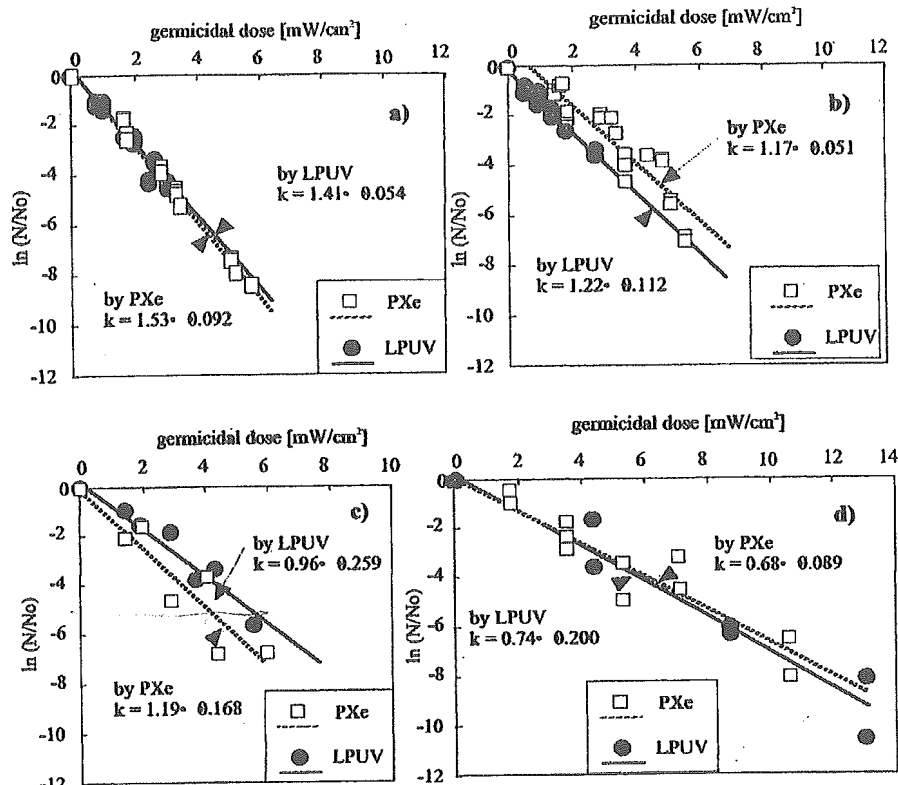 germicidal dose [mW/cm²]
0 2 4 6 8 10 12
0
-2
-4
-6
-8
-10
-12
ln (N/No)
a)
by LPUV
k = 1.41• 0.054
by PXe
k = 1.53• 0.092
PXe
LPUV
germicidal dose [mW/cm²]
0 2 4 6 8 10 12
0
-2
-4
-6
-8
-10
-12
ln (N/No)
b)
by PXe
k = 1.17• 0.051
by LPUV
k = 1.22• 0.112
PXe
LPUV
germicidal dose [mW/cm²]
0 2 4 6 8 10
0
-2
-4
-6
-8
-10
-12
ln (N/No)
c)
by LPUV
k = 0.96• 0.259
by PXe
k = 1.19• 0.168
PXe
LPUV
germicidal dose [mW/cm²]
0 2 4 6 8 10 12 14
0
-2
-4
-6
-8
-10
-12
ln (N/No)
d)
by PXe
k = 0.68• 0.089
by LPUV
k = 0.74• 0.200
PXe
LPUV